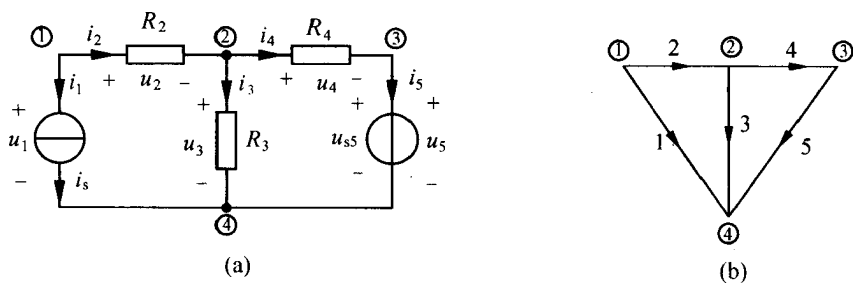 ① i2 R2 ② i4 R4 ③
+ u2 − + u4 −
i1 i3 i5
+ u1 − + u3 − R3 + us5 − + u5 −
is
④
(a)
① 2 ② 4 ③
1 3 5
④
(b)